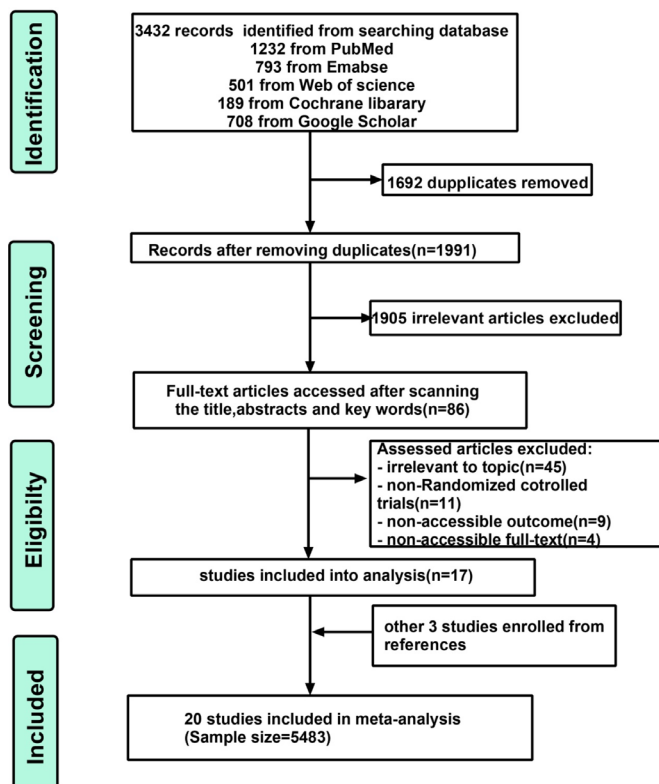 Identification
3432 records identified from searching database
1232 from PubMed
793 from Emabse
501 from Web of science
189 from Cochrane libarary
708 from Google Scholar
1692 dupplicates removed
Screening
Records after removing duplicates(n=1991)
1905 irrelevant articles excluded
Full-text articles accessed after scanning
the title,abstracts and key words(n=86)
Eligibilty
Assessed articles excluded:
- irrelevant to topic(n=45)
- non-Randomized cotrolled
trials(n=11)
- non-accessible outcome(n=9)
- non-accessible full-text(n=4)
studies included into analysis(n=17)
other 3 studies enrolled from
references
Included
20 studies included in meta-analysis
(Sample size=5483)